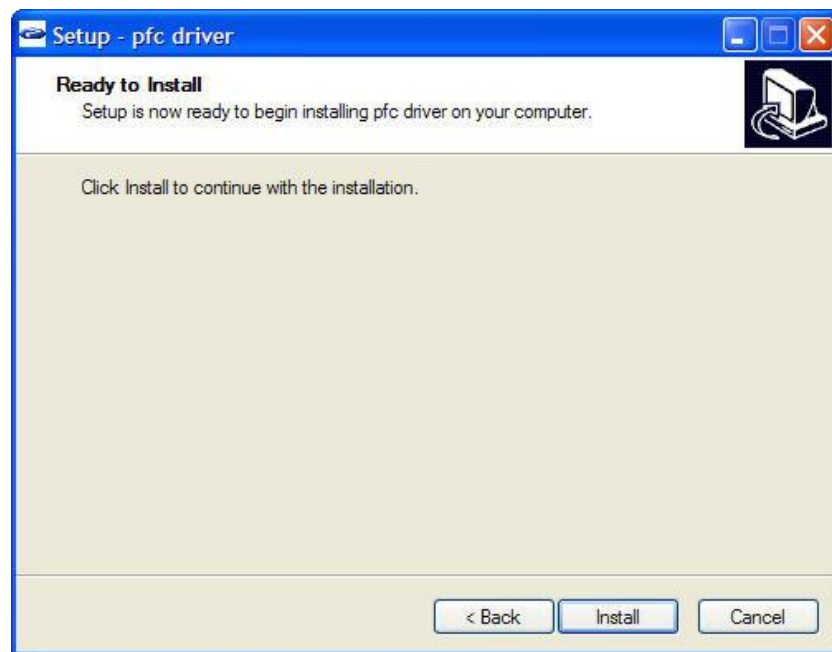 Setup - pfc driver
Ready to Install
Setup is now ready to begin installing pfc driver on your computer.
Click Install to continue with the installation.
< Back
Install
Cancel